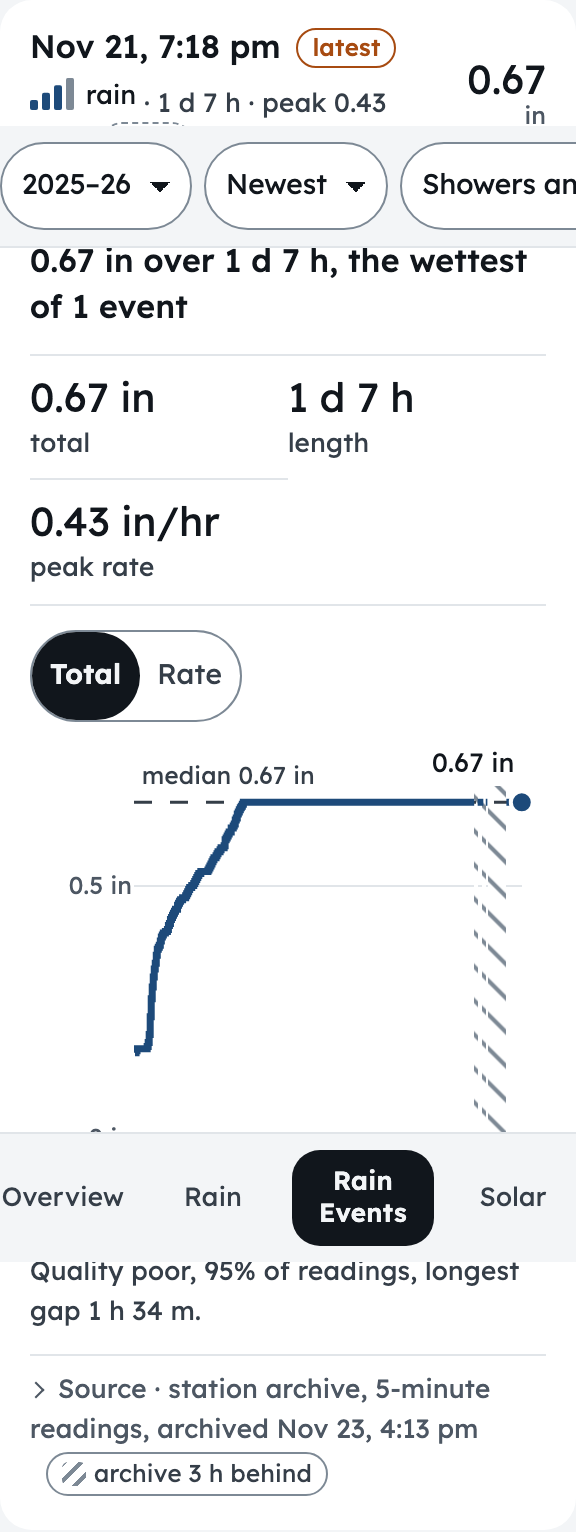 Nov 21, 7:18 pm latest
rain · 1 d 7 h · peak 0.43
0.67
in
2025–26
Newest
Showers an
0.67 in over 1 d 7 h, the wettest
of 1 event
0.67 in
total
1 d 7 h
length
0.43 in/hr
peak rate
Total
Rate
0.67 in
median 0.67 in
0.5 in
Overview
Rain
Rain
Events
Solar
Quality poor, 95% of readings, longest
gap 1 h 34 m.
Source · station archive, 5-minute
readings, archived Nov 23, 4:13 pm
archive 3 h behind